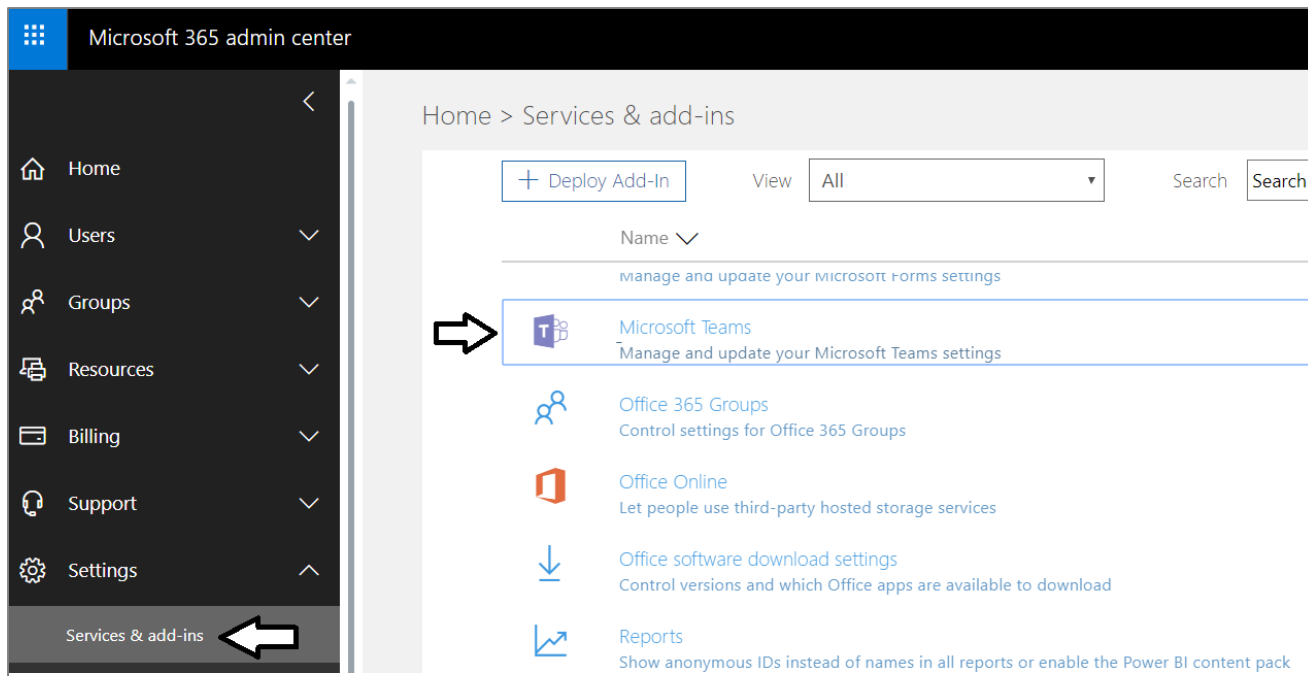 Microsoft 365 admin center
Home > Services & add-ins
Home
Users
Groups
Resources
Billing
Support
Settings
Services & add-ins
Deploy Add-In
View
All
Search
Search
Name
Manage and update your Microsoft Forms settings
T
Microsoft Teams
Manage and update your Microsoft Teams settings
Office 365 Groups
Control settings for Office 365 Groups
Office Online
Let people use third-party hosted storage services
Office software download settings
Control versions and which Office apps are available to download
Reports
Show anonymous IDs instead of names in all reports or enable the Power BI content pack